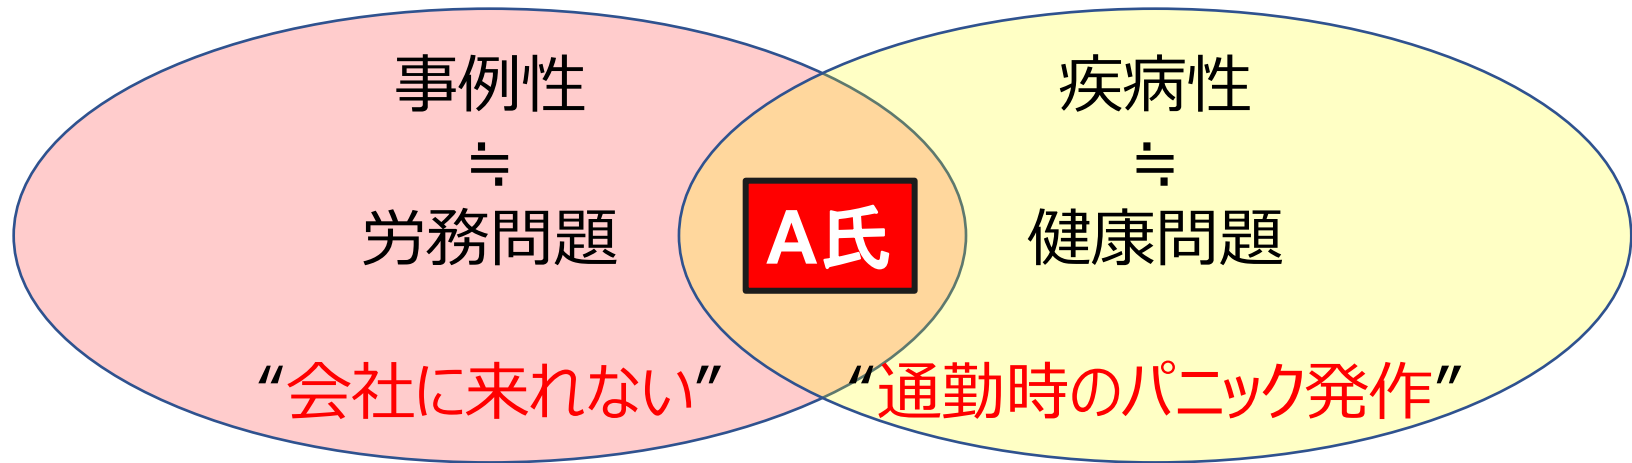 事例性
≒
労務問題
“会社に来れない”
A氏
疾病性
≒
健康問題
“通勤時のパニック発作”